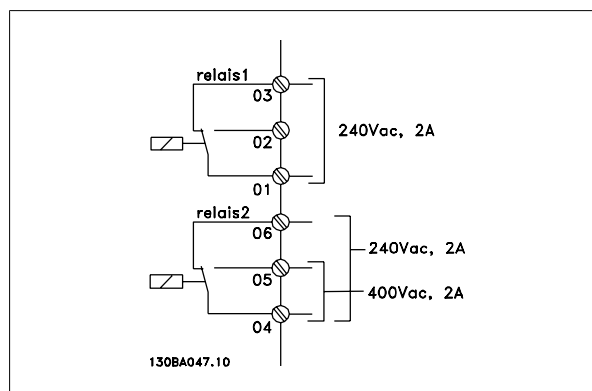 relais1
03
02
240Vac, 2A
01
relais2
06
240Vac, 2A
05
400Vac, 2A
04
130BA047.10